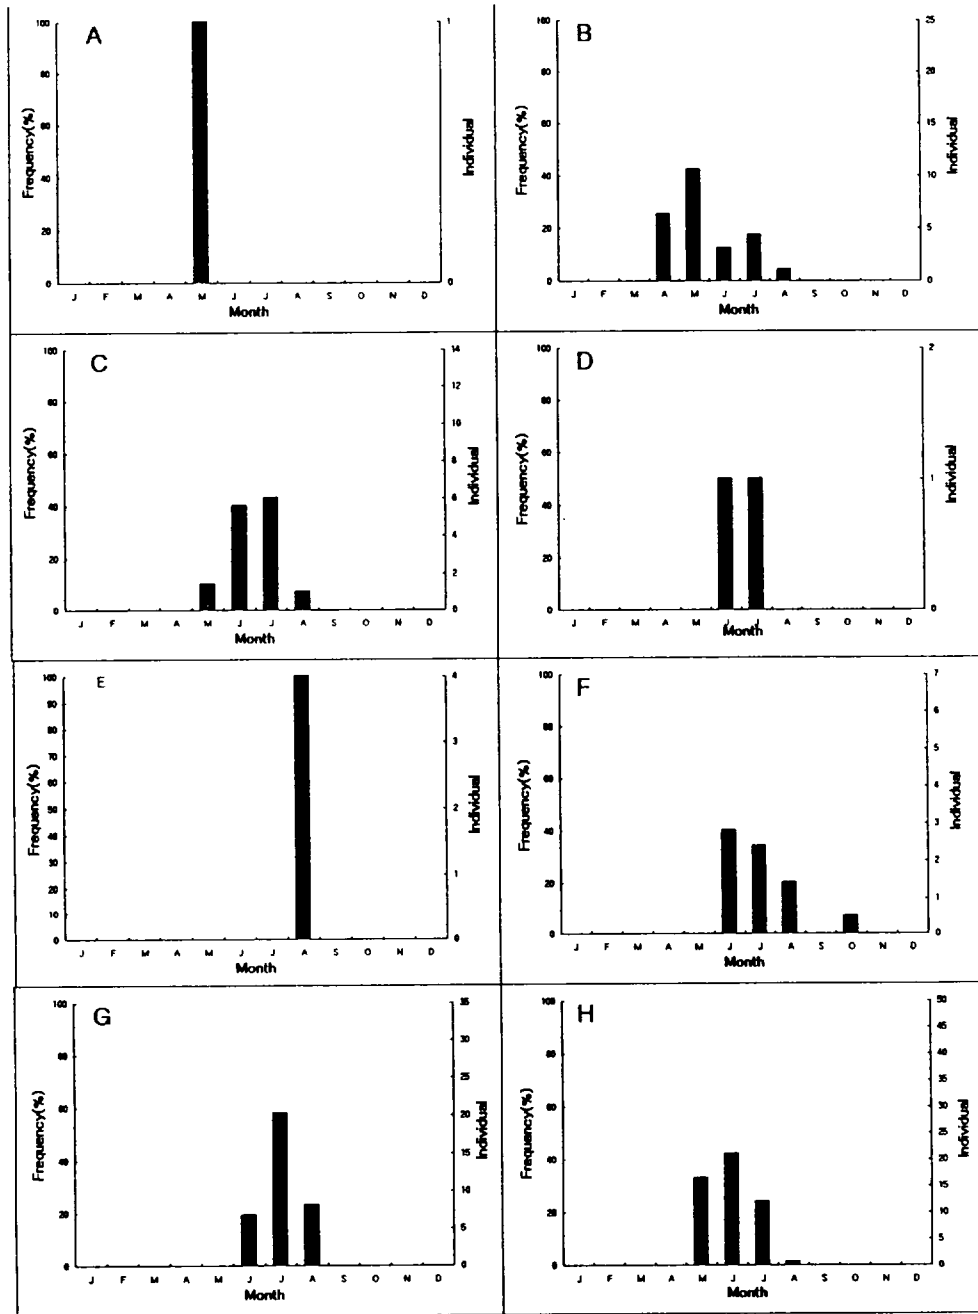 A
Frequency(%)
100
80
60
40
20
0
1
0
Individual
J F M A M J J A S O N D
Month
B
Frequency(%)
100
80
60
40
20
0
25
20
15
10
5
0
Individual
J F M A M J J A S O N D
Month
C
Frequency(%)
100
80
60
40
20
0
14
12
10
8
6
4
2
0
Individual
J F M A M J J A S O N D
Month
D
Frequency(%)
100
80
60
40
20
0
2
1
0
Individual
J F M A M J J A S O N D
Month
E
Frequency(%)
100
90
80
70
60
50
40
30
20
10
0
4
3
2
1
0
Individual
J F M A M J J A S O N D
Month
F
Frequency(%)
100
80
60
40
20
0
7
6
5
4
3
2
1
0
Individual
J F M A M J J A S O N D
Month
G
Frequency(%)
100
80
60
40
20
0
35
30
25
20
15
10
5
0
Individual
J F M A M J J A S O N D
Month
H
Frequency(%)
100
80
60
40
20
0
50
45
40
35
30
25
20
15
10
5
0
Individual
J F M A M J J A S O N D
Month